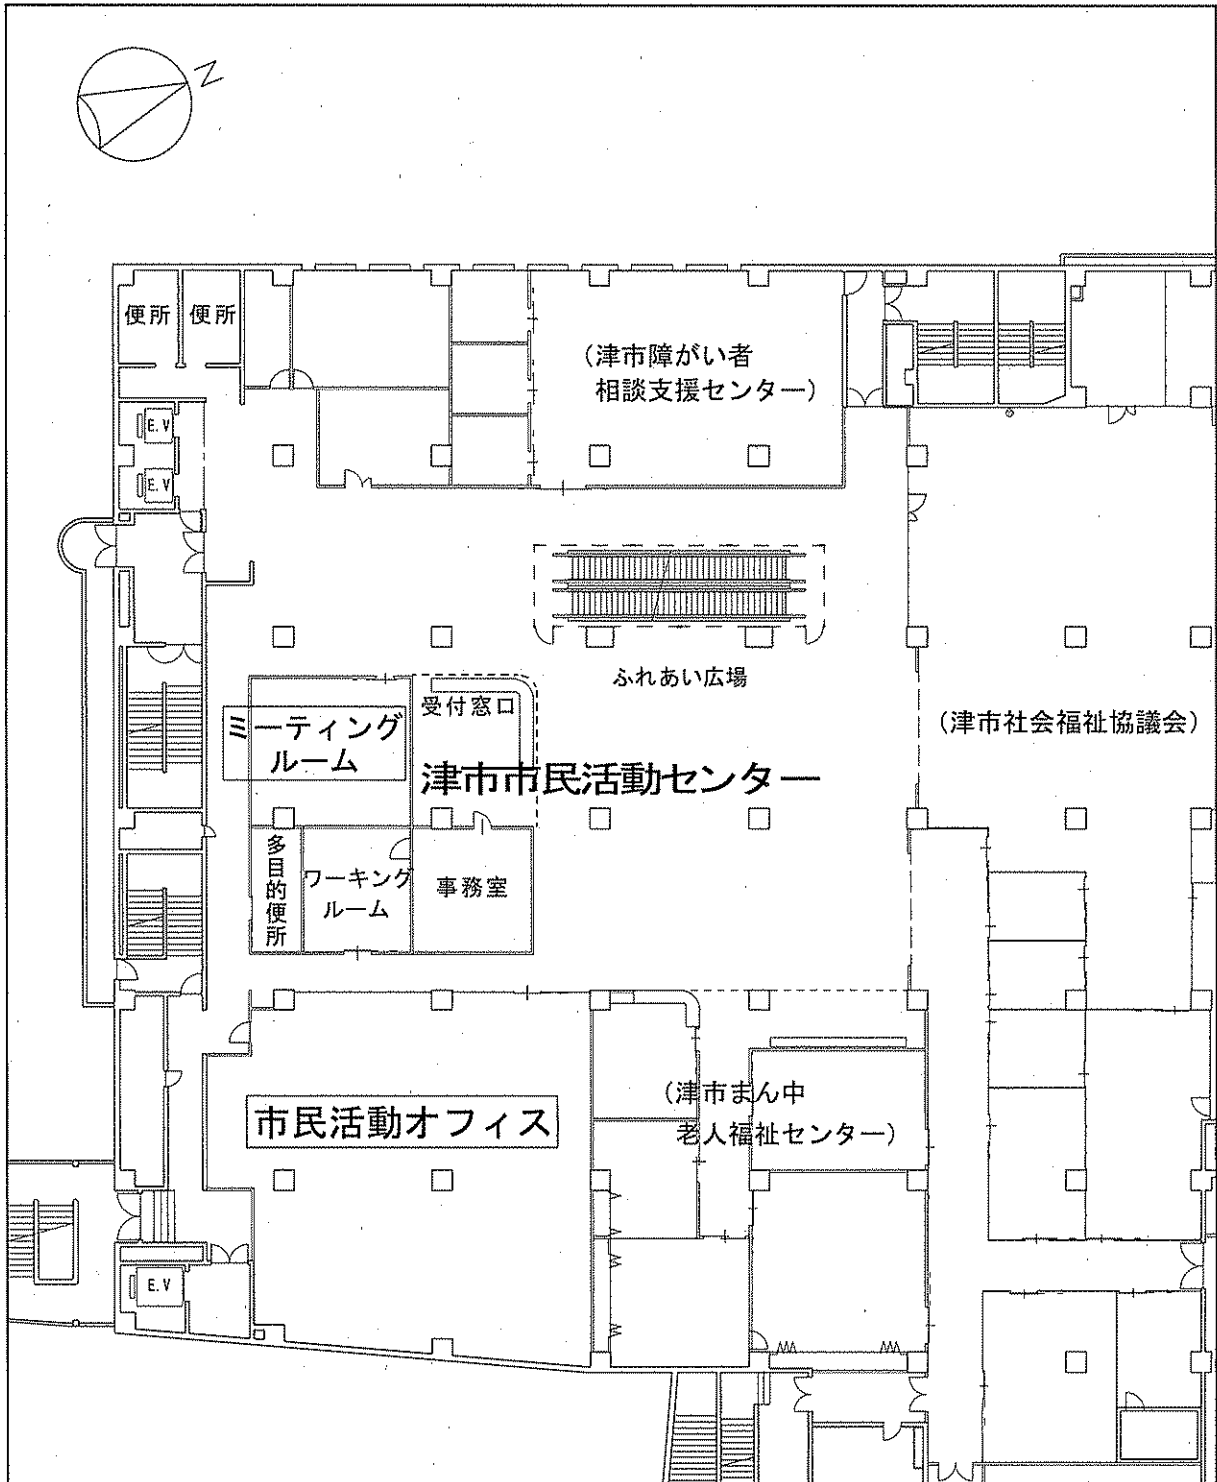 N
便所
便所
(津市障がい者
相談支援センター)
E.V
E.V
ふれあい広場
受付窓口
ミーティング
ルーム
(津市社会福祉協議会)
津市市民活動センター
多目的便所
ワーキング
ルーム
事務室
(津市まん中
老人福祉センター)
市民活動オフィス
E.V